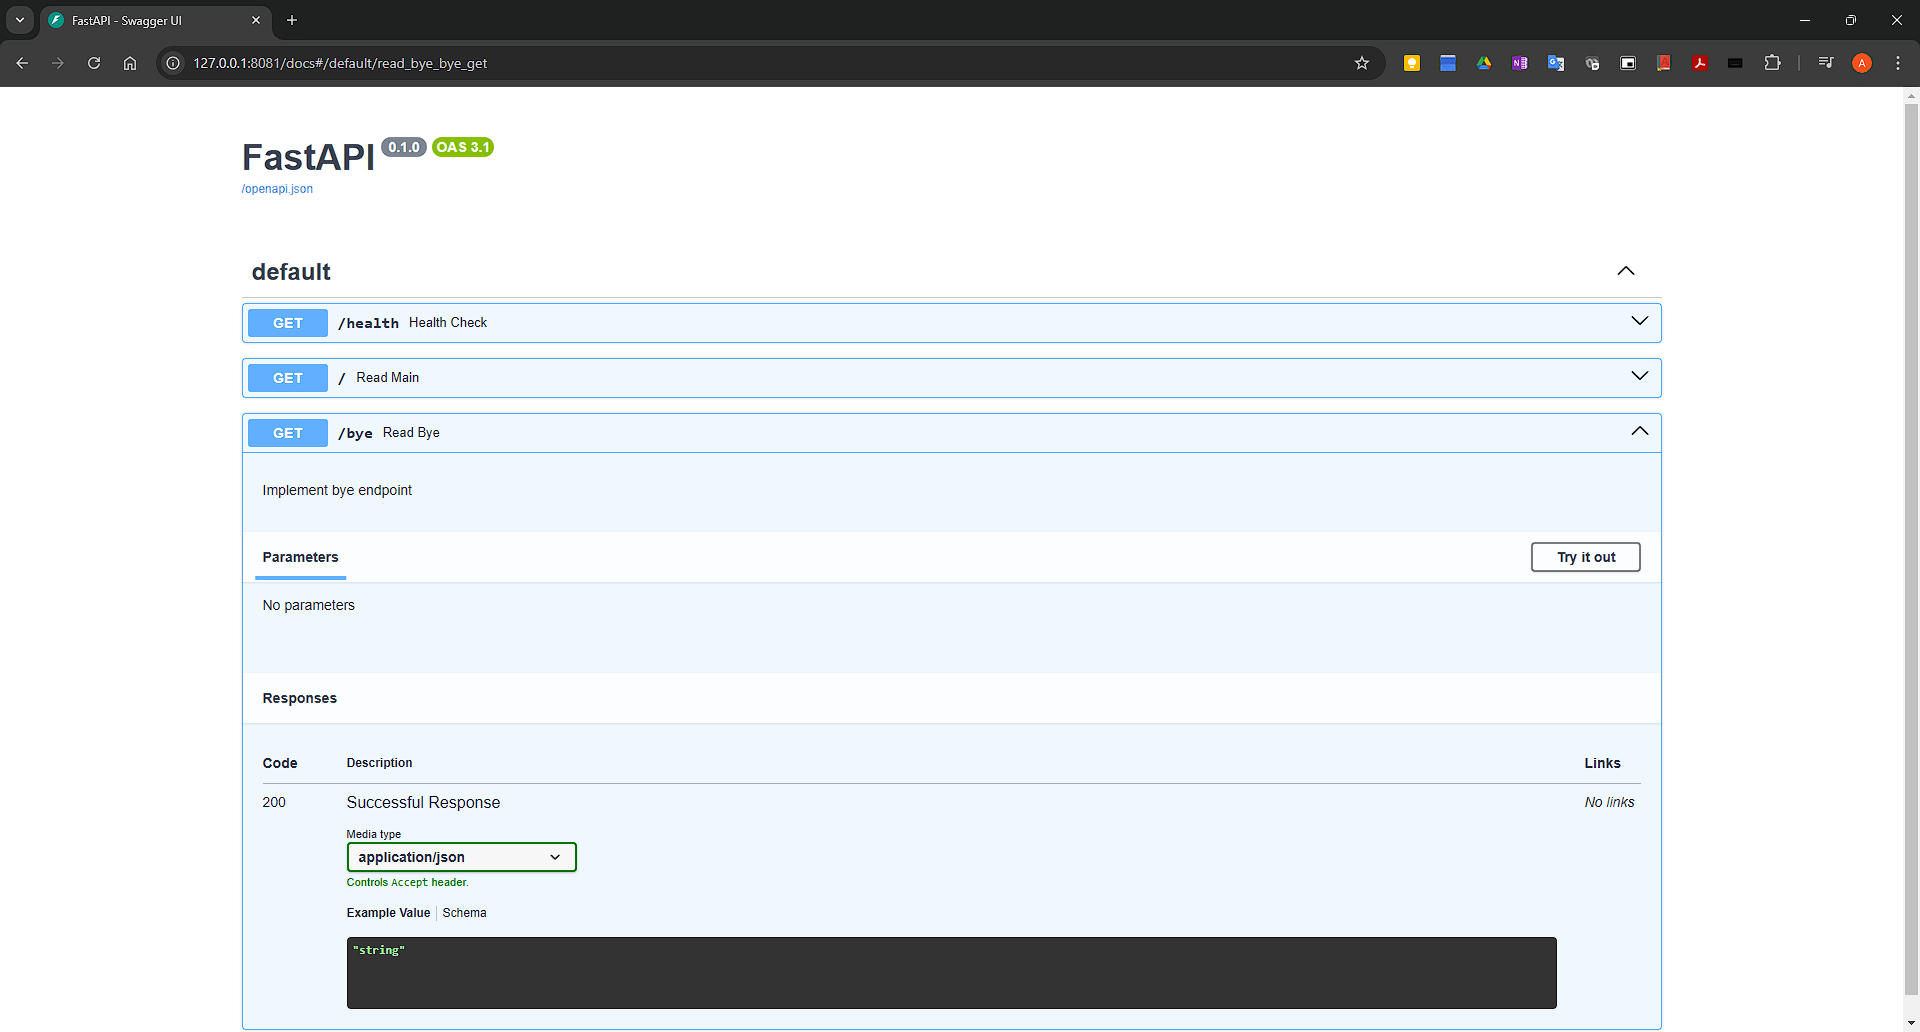 FastAPI - Swagger UI
127.0.0.1:8081/docs#/default/read_bye_bye_get
A
FastAPI 0.1.0 OAS 3.1
/openapi.json
default
GET /health Health Check
GET / Read Main
GET /bye Read Bye
Implement bye endpoint
Parameters Try it out
No parameters
Responses
Code Description Links
200 Successful Response No links
Media type
application/json
Controls Accept header.
Example Value Schema
"string"